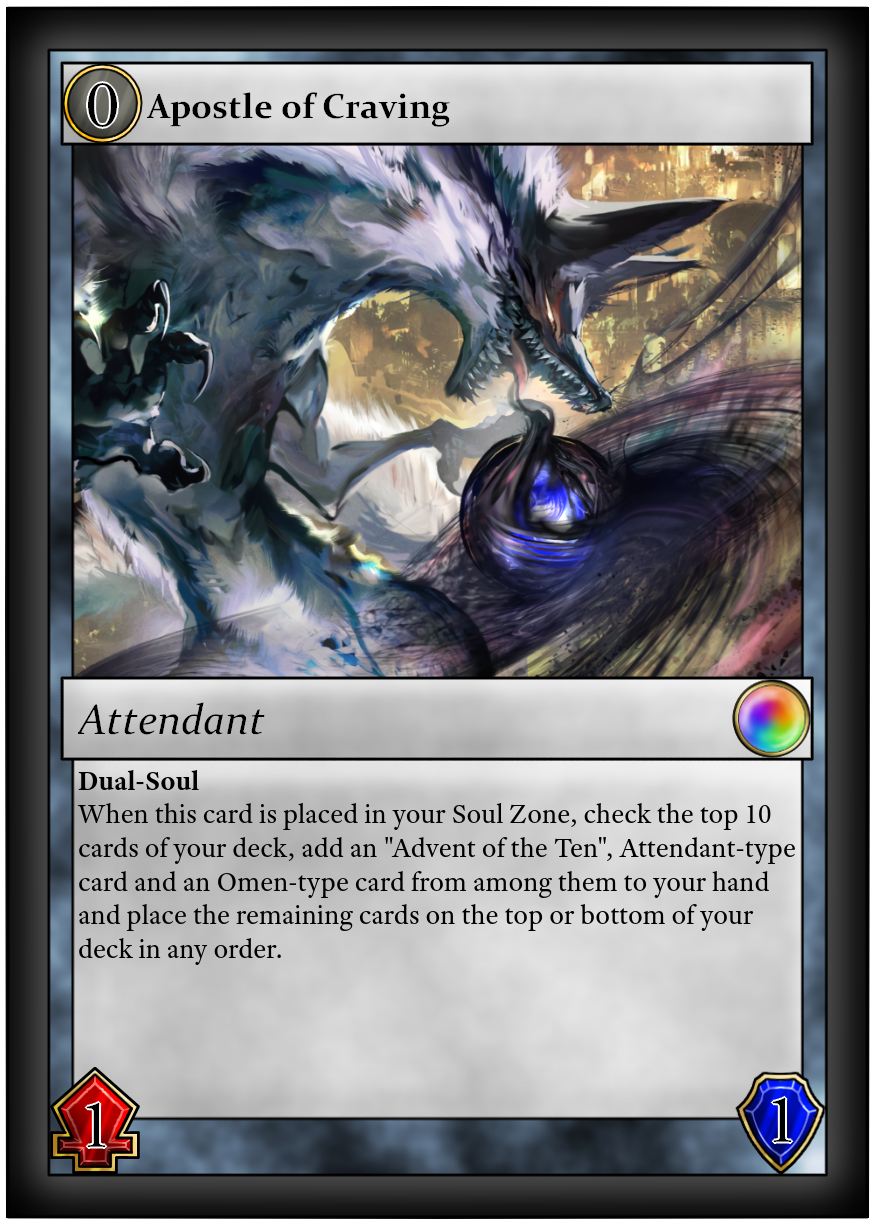 0 Apostle of Craving
Attendant
Dual-Soul
When this card is placed in your Soul Zone, check the top 10
cards of your deck, add an "Advent of the Ten", Attendant-type
card and an Omen-type card from among them to your hand
and place the remaining cards on the top or bottom of your
deck in any order.
1 1